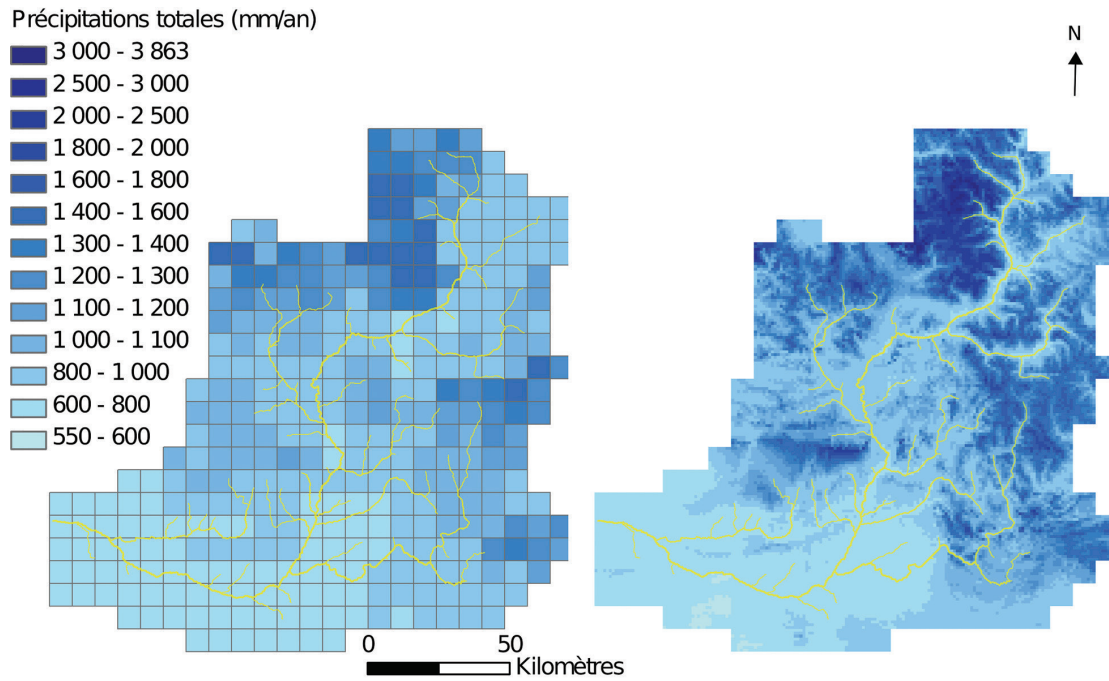 Précipitations totales (mm/an)
3 000 - 3 863
2 500 - 3 000
2 000 - 2 500
1 800 - 2 000
1 600 - 1 800
1 400 - 1 600
1 300 - 1 400
1 200 - 1 300
1 100 - 1 200
1 000 - 1 100
800 - 1 000
600 - 800
550 - 600
N
0 50
Kilomètres